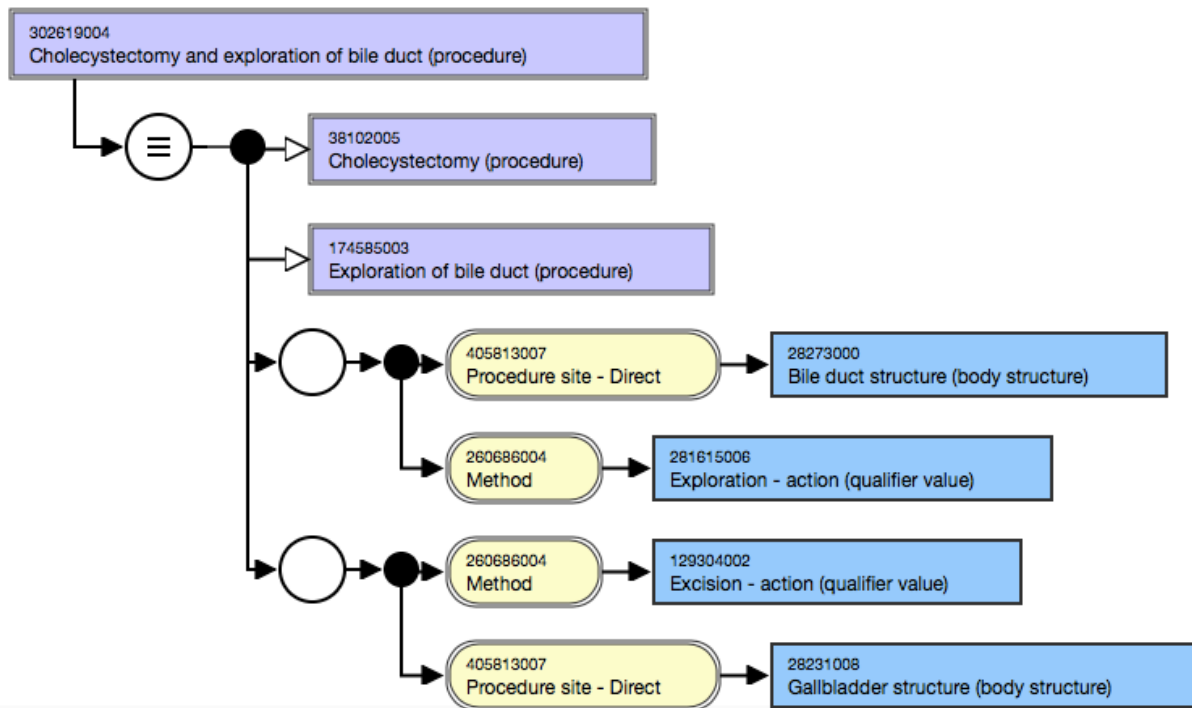 302619004
Cholecystectomy and exploration of bile duct (procedure)
38102005
Cholecystectomy (procedure)
174585003
Exploration of bile duct (procedure)
405813007
Procedure site - Direct
28273000
Bile duct structure (body structure)
260686004
Method
281615006
Exploration - action (qualifier value)
260686004
Method
129304002
Excision - action (qualifier value)
405813007
Procedure site - Direct
28231008
Gallbladder structure (body structure)